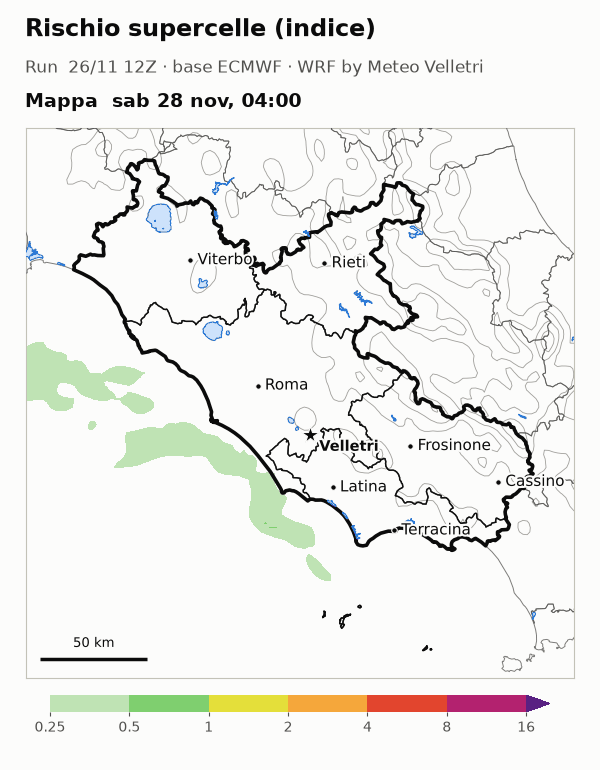 Rischio supercelle (indice)
Run  26/11 12Z · base ECMWF · WRF by Meteo Velletri
Mappa  sab 28 nov, 04:00
Viterbo
Rieti
Roma
Velletri
Frosinone
Cassino
Latina
Terracina
50 km
0.25 0.5 1 2 4 8 16